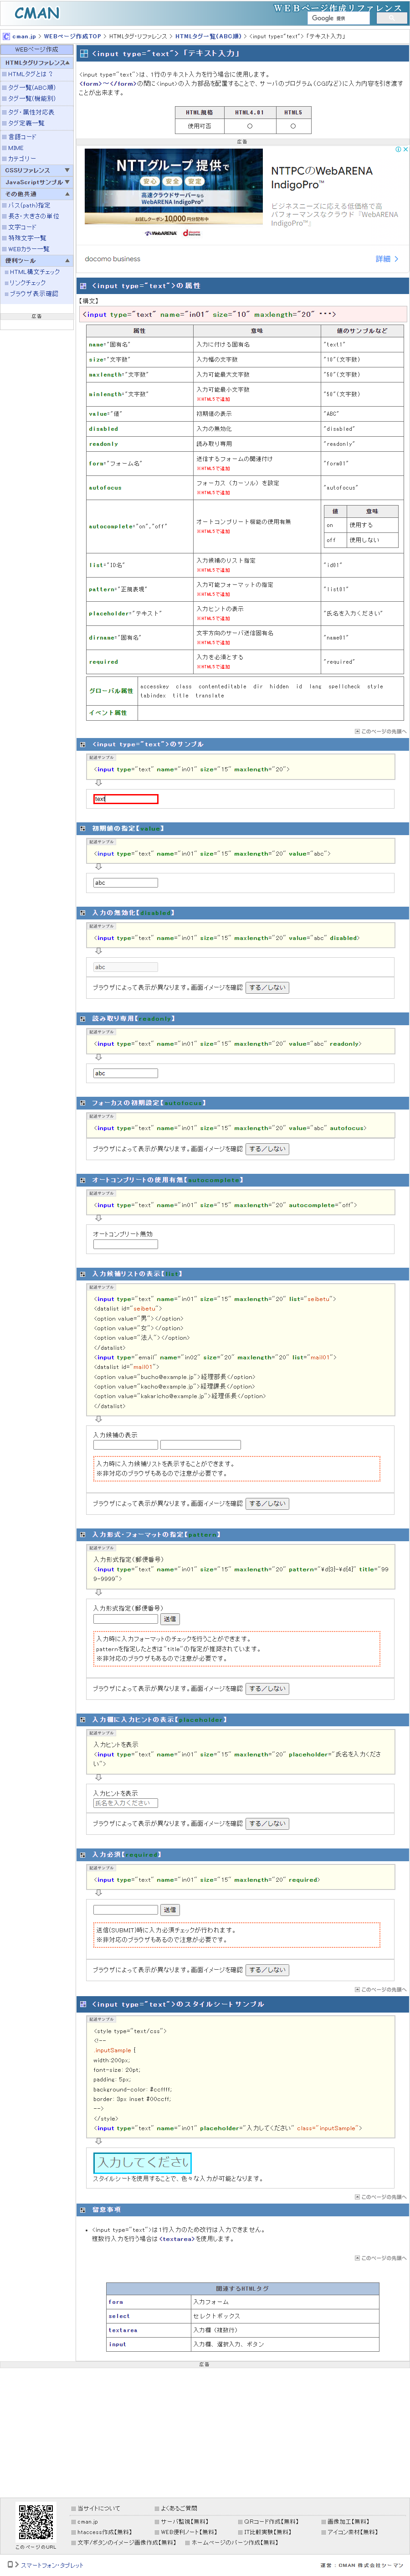 CMAN
WEBページ作成リファレンス
Google 提供
cman.jp > WEBページ作成TOP > HTMLタグリファレンス > HTMLタグ一覧(ABC順) > <input type="text"> 「テキスト入力」
WEBページ作成
HTMLタグリファレンス▲
HTMLタグとは?
タグ一覧(ABC順)
タグ一覧(機能別)
タグ・属性対応表
タグ定義一覧
言語コード
MIME
カテゴリー
CSSリファレンス ▼
JavaScriptサンプル▼
その他共通 ▲
パス(path)指定
長さ・大きさの単位
文字コード
特殊文字一覧
WEBカラー一覧
便利ツール ▲
HTML構文チェック
リンクチェック
ブラウザ表示確認
広告
<input type="text"> 「テキスト入力」
<input type="text">は、1行のテキスト入力を行う場合に使用します。
<form>～</form>の間に<input>の入力部品を配置することで、サーバプログラム(CGIなど)に入力内容を引き渡すことが出来ます。
HTML規格 HTML4.01 HTML5
使用可否 ○ ○
広告
NTTグループ 提供で
安心 安全 安定
NTTPCのWebARENA IndigoPro™
ビジネスニーズに応える低価格で高パフォーマンスなクラウド「WebARENA IndigoPro™」
docomo business
詳細 >
<input type="text">の属性
【構文】
<input type="text" name="in01" size="10" maxlength="20" ･･･>
属性 意味 値のサンプルなど
name="固有名" 入力に行ける固有名 "text1"
size="文字数" 入力幅の文字数 "10"(文字数)
maxlength="文字数" 入力可能最大文字数 "50"(文字数)
minlength="文字数" 入力可能最小文字数 ※HTML5で追加 "50"(文字数)
value="値" 初期値の表示 "ABC"
disabled 入力の無効化 "disabled"
readonly 読み取り専用 "readonly"
form="フォーム名" 送信するフォームの関連付け ※HTML5で追加 "form01"
autofocus フォーカス(カーソル)を設定 ※HTML5で追加 "autofocus"
autocomplete="on","off" オートコンプリート機能の使用有無 ※HTML5で追加
値 意味
on 使用する
off 使用しない
list="ID名" 入力候補のリスト指定 ※HTML5で追加 "id01"
pattern="正規表現" 入力可能フォーマットの指定 ※HTML5で追加 "list01"
placeholder="テキスト" 入力ヒントの表示 ※HTML5で追加 "氏名を入力ください"
dirname="固有名" 文字方向のサーバ送信固有名 ※HTML5で追加 "name01"
required 入力を必須とする ※HTML5で追加 "required"
グローバル属性 accesskey class contenteditable dir hidden id lang spellcheck style
tabindex title translate
イベント属性
このページの先頭へ
<input type="text">のサンプル
記述サンプル
<input type="text" name="in01" size="15" maxlength="20">
text
初期値の指定【value】
記述サンプル
<input type="text" name="in01" size="15" maxlength="20" value="abc">
abc
入力の無効化【disabled】
記述サンプル
<input type="text" name="in01" size="15" maxlength="20" value="abc" disabled>
abc
ブラウザによって表示が異なります。画面イメージを確認 する／しない
読み取り専用【readonly】
記述サンプル
<input type="text" name="in01" size="15" maxlength="20" value="abc" readonly>
abc
フォーカスの初期設定【autofocus】
記述サンプル
<input type="text" name="in01" size="15" maxlength="20" value="abc" autofocus>
ブラウザによって表示が異なります。画面イメージを確認 する／しない
オートコンプリートの使用有無【autocomplete】
記述サンプル
<input type="text" name="in01" size="15" maxlength="20" autocomplete="off">
オートコンプリート無効
入力候補リストの表示【list】
記述サンプル
<input type="text" name="in01" size="15" maxlength="20" list="seibetu">
<datalist id="seibetu">
<option value="男"></option>
<option value="女"></option>
<option value="法人"></option>
</datalist>
<input type="email" name="in02" size="20" maxlength="20" list="mail01">
<datalist id="mail01">
<option value="bucho@example.jp">経理部長</option>
<option value="kacho@example.jp">経理課長</option>
<option value="kakaricho@example.jp">経理係長</option>
</datalist>
入力候補の表示
入力時に入力候補リストを表示することができます。
※非対応のブラウザもあるので注意が必要です。
ブラウザによって表示が異なります。画面イメージを確認 する／しない
入力形式・フォーマットの指定【pattern】
記述サンプル
入力形式指定(郵便番号)
<input type="text" name="in01" size="15" maxlength="20" pattern="¥d{3}-¥d{4}" title="99
9-9999">
入力形式指定(郵便番号)
送信
入力時に入力フォーマットのチェックを行うことができます。
patternを指定したときは"title"の指定が推奨されています。
※非対応のブラウザもあるので注意が必要です。
ブラウザによって表示が異なります。画面イメージを確認 する／しない
入力欄に入力ヒントの表示【placeholder】
記述サンプル
入力ヒントを表示
<input type="text" name="in01" size="15" maxlength="20" placeholder="氏名を入力くださ
い">
入力ヒントを表示
氏名を入力ください
ブラウザによって表示が異なります。画面イメージを確認 する／しない
入力必須【required】
記述サンプル
<input type="text" name="in01" size="15" maxlength="20" required>
送信
送信(SUBMIT)時に入力必須チェックが行われます。
※非対応のブラウザもあるので注意が必要です。
ブラウザによって表示が異なります。画面イメージを確認 する／しない
このページの先頭へ
<input type="text">のスタイルシートサンプル
記述サンプル
<style type="text/css">
<!--
.inputSample {
width:200px;
font-size: 20pt;
padding: 5px;
background-color: #ccffff;
border: 3px inset #00ccff;
-->
</style>
<input type="text" name="in01" placeholder="入力してください" class="inputSample">
入力してくださし
スタイルシートを使用することで、色々な入力が可能となります。
このページの先頭へ
留意事項
<input type="text">は1行入力のため改行は入力できません。
複数行入力を行う場合は<textarea>を使用します。
このページの先頭へ
関連するHTMLタグ
form 入力フォーム
select セレクトボックス
textarea 入力欄(複数行)
input 入力欄、選択入力、ボタン
広告
このページのURL
当サイトについて よくあるご質問
cman.jp サーバ監視【無料】 QRコード作成【無料】 画像加工【無料】
htaccess作成【無料】 WEB便利ノート【無料】 IT比較実験【無料】 アイコン素材【無料】
文字/ボタンのイメージ画像作成【無料】 ホームページのパーツ作成【無料】
スマートフォン・タブレット
運営：CMAN 株式会社シーマン